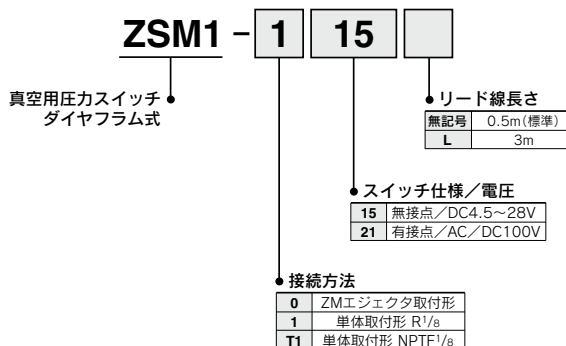 ZSM1-1 15
真空用圧力スイッチ
ダイヤフラム式
リード線長さ
無記号 0.5m(標準)
L 3m
スイッチ仕様／電圧
15 無接点／DC4.5～28V
21 有接点／AC／DC100V
接続方法
0 ZMエジェクタ取付形
1 単体取付形 R1/8
T1 単体取付形 NPTF1/8